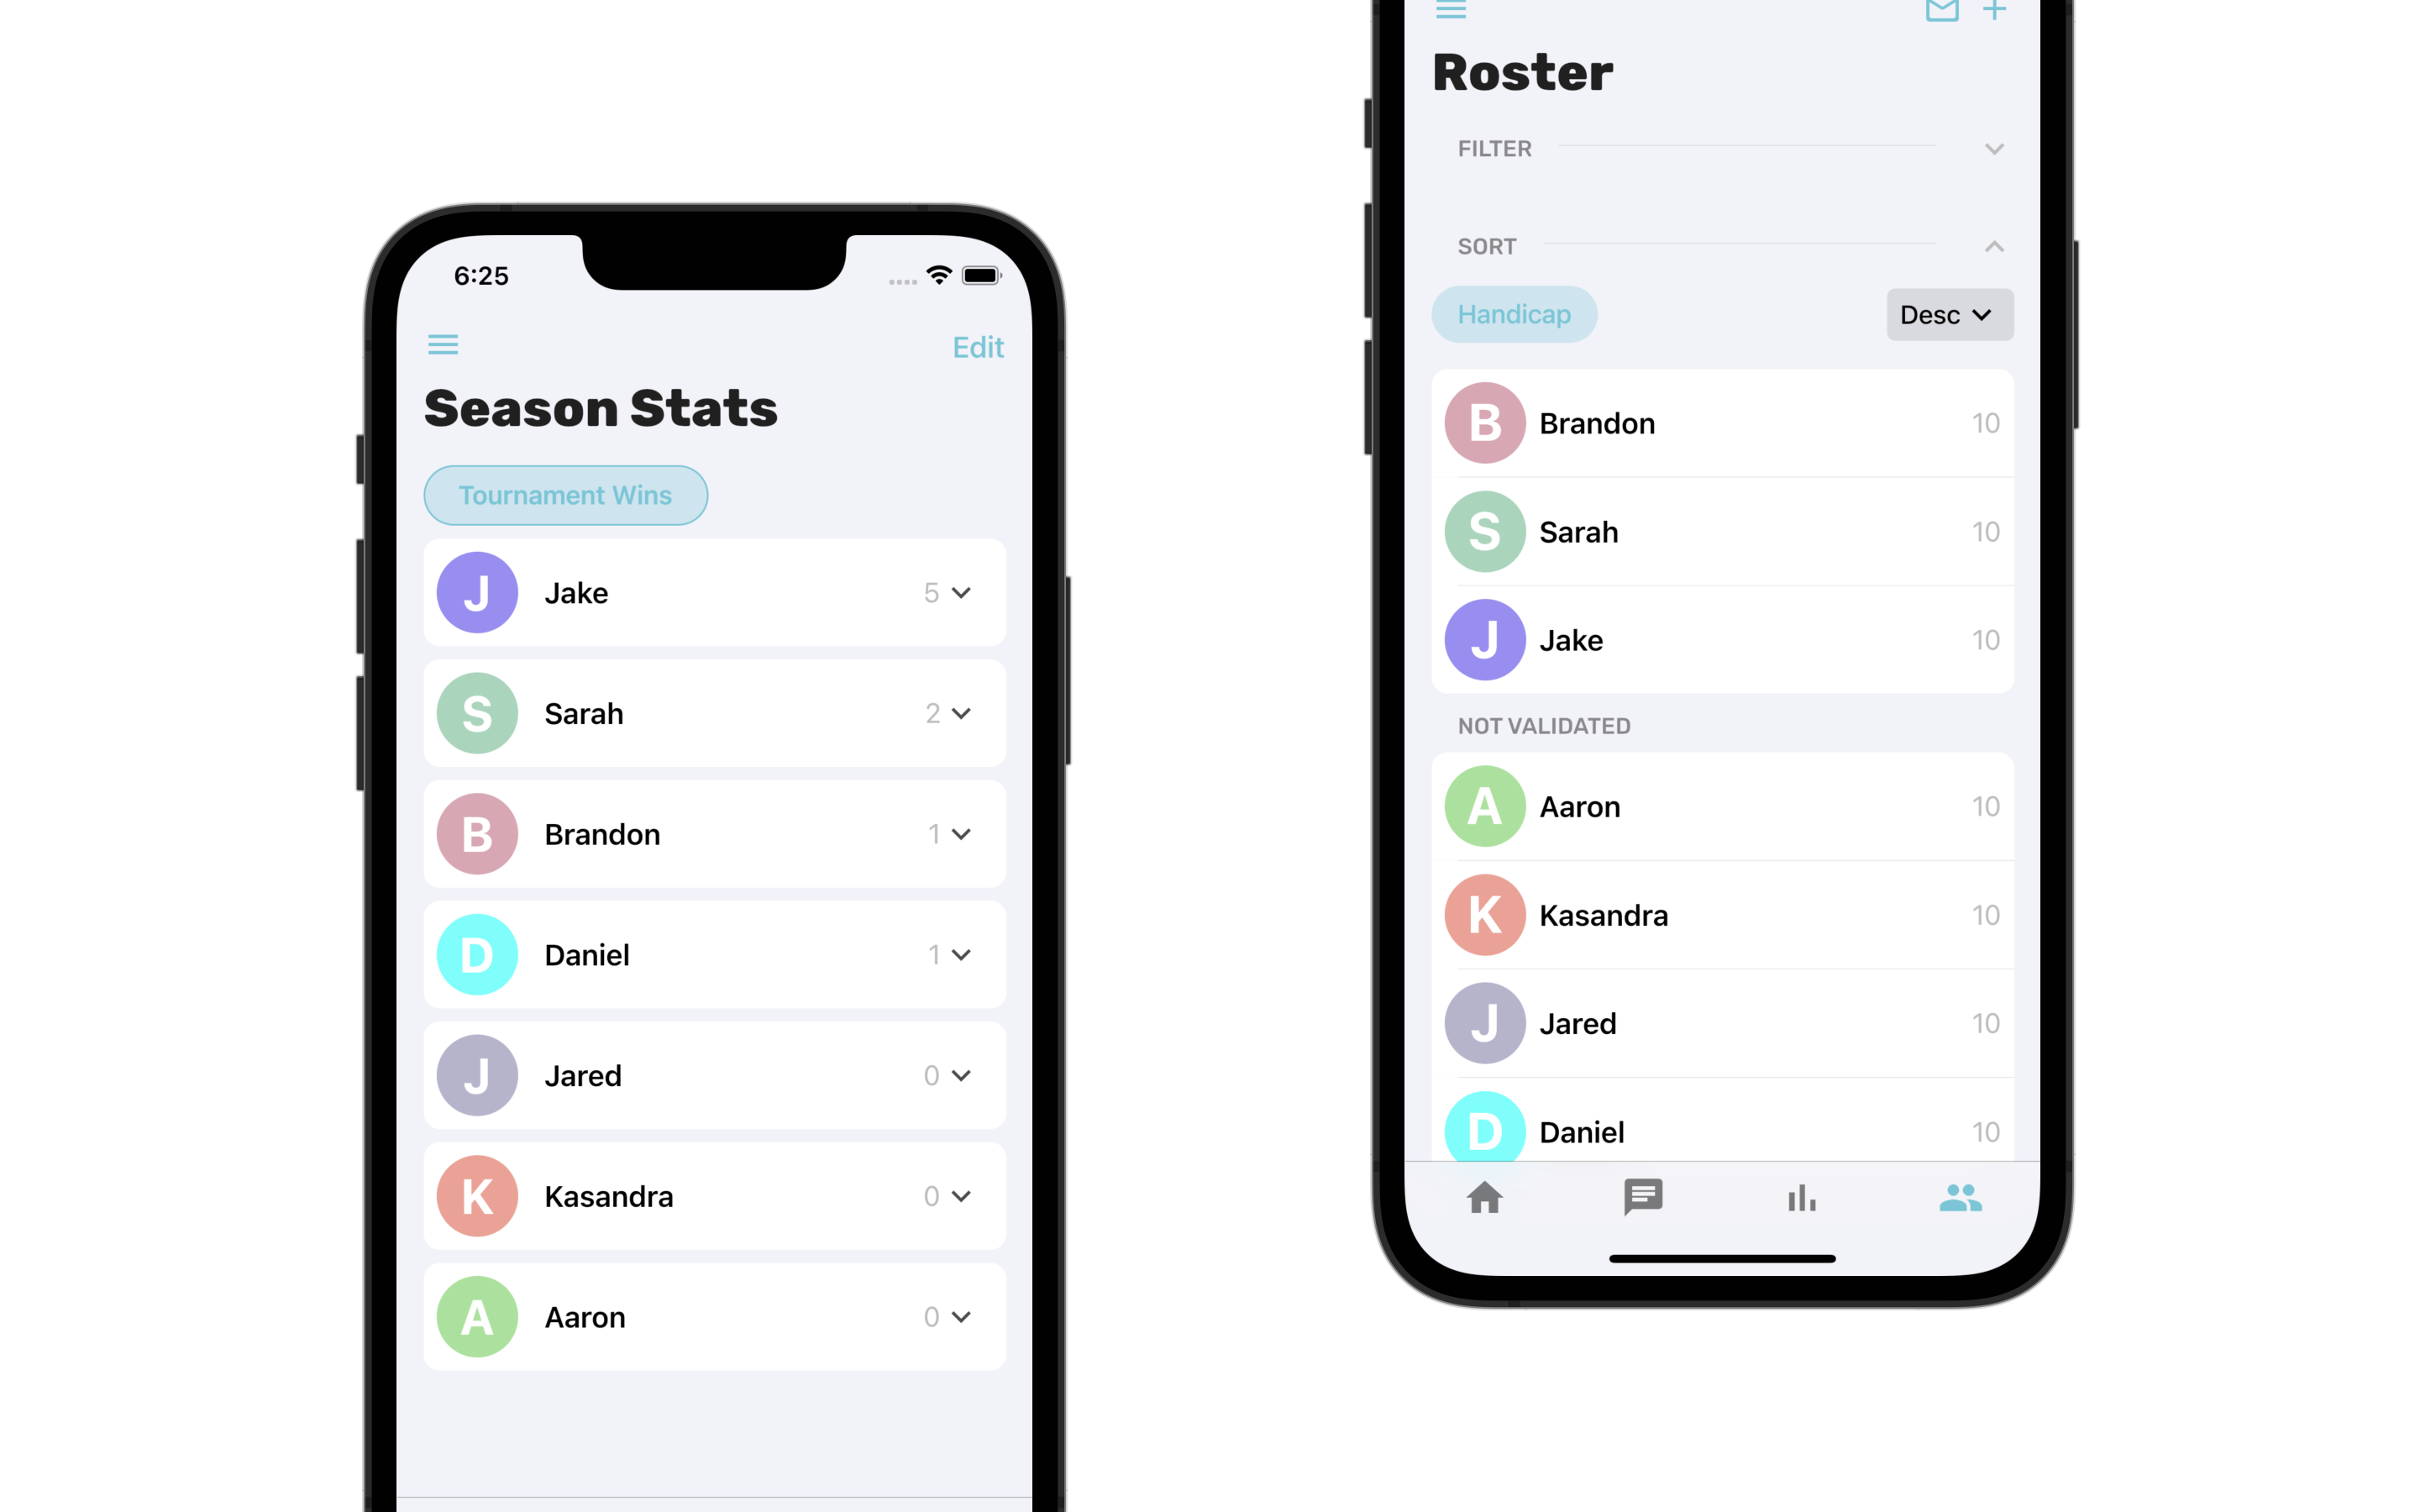 6:25
Edit
Season Stats
Tournament Wins
J Jake 5
S Sarah 2
B Brandon 1
D Daniel 1
J Jared 0
K Kasandra 0
A Aaron 0
Roster
FILTER
SORT
Handicap Desc
B Brandon 10
S Sarah 10
J Jake 10
NOT VALIDATED
A Aaron 10
K Kasandra 10
J Jared 10
D Daniel 10